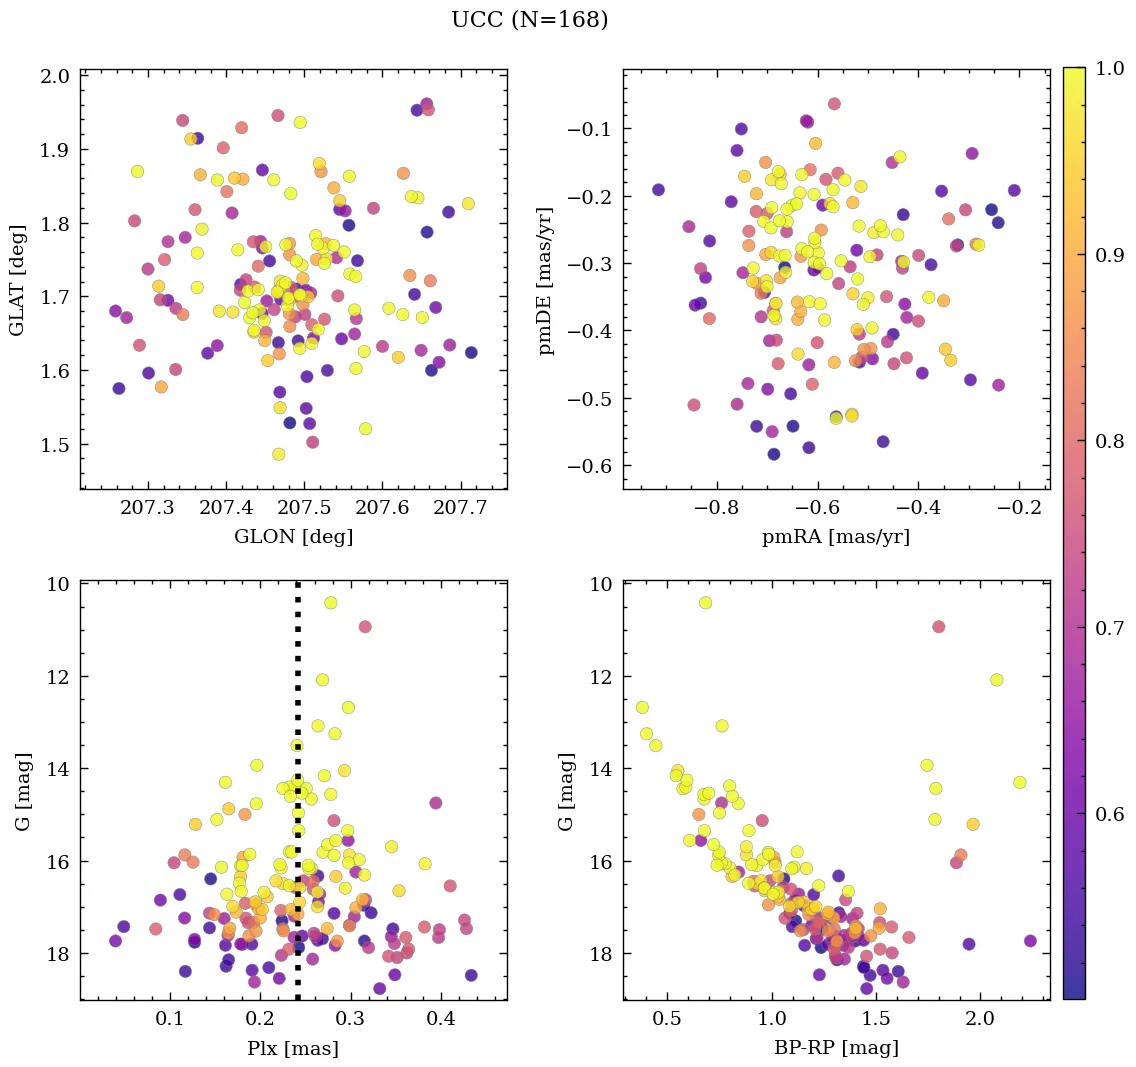 UCC (N=168)
2.0
1.9
1.8
1.7
1.6
1.5
GLAT [deg]
207.3 207.4 207.5 207.6 207.7
GLON [deg]
−0.1
−0.2
−0.3
−0.4
−0.5
−0.6
pmDE [mas/yr]
−0.8 −0.6 −0.4 −0.2
pmRA [mas/yr]
10
12
14
16
18
G [mag]
0.1 0.2 0.3 0.4
Plx [mas]
10
12
14
16
18
G [mag]
0.5 1.0 1.5 2.0
BP-RP [mag]
1.0
0.9
0.8
0.7
0.6